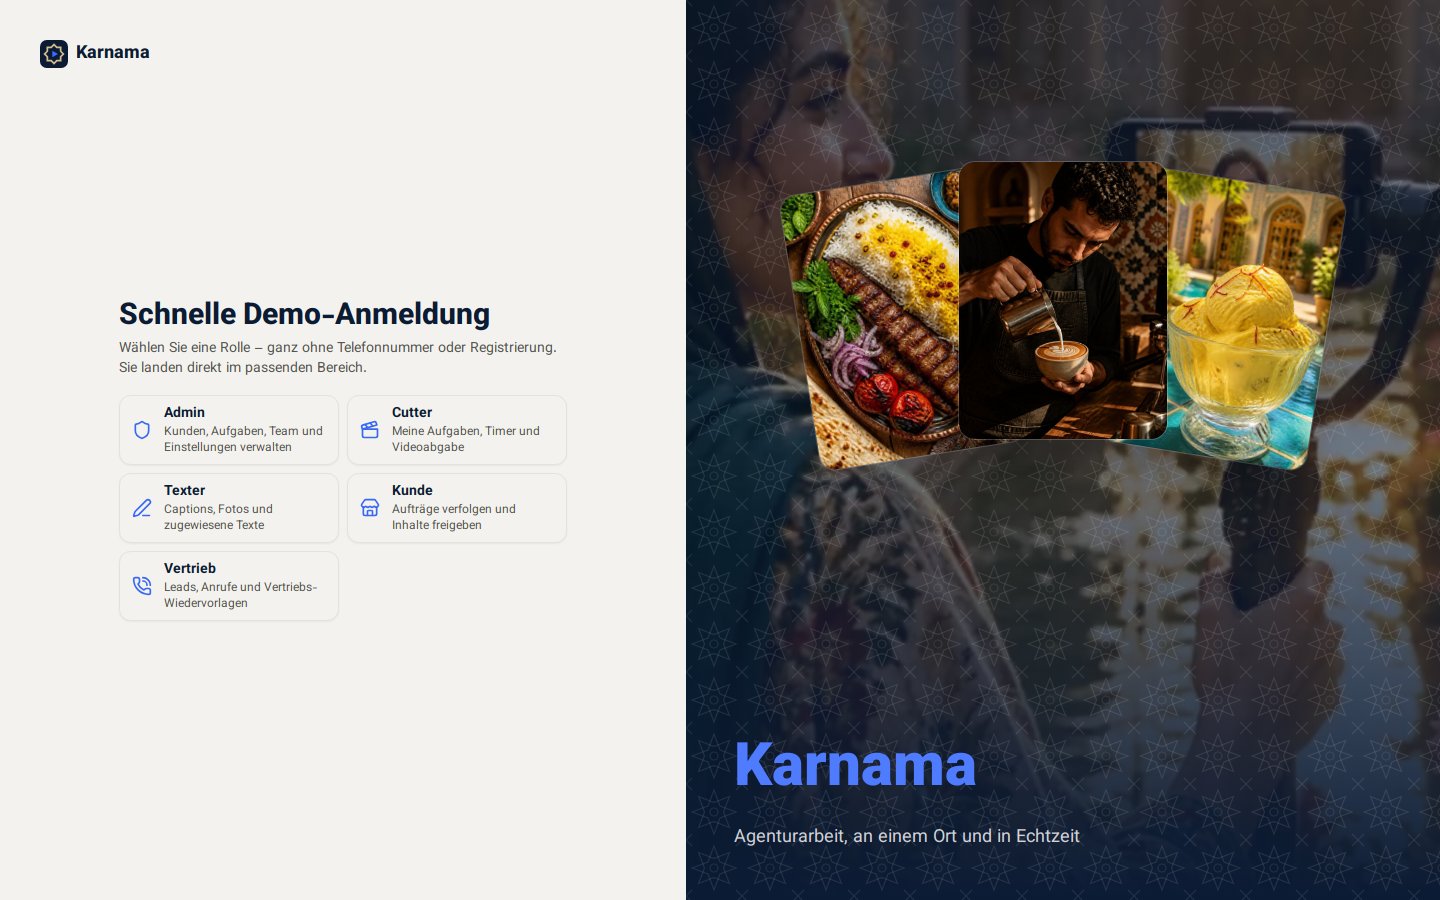 Karnama
Schnelle Demo-Anmeldung
Wählen Sie eine Rolle – ganz ohne Telefonnummer oder Registrierung.
Sie landen direkt im passenden Bereich.
Admin
Kunden, Aufgaben, Team und
Einstellungen verwalten
Cutter
Meine Aufgaben, Timer und
Videoabgabe
Texter
Captions, Fotos und
zugewiesene Texte
Kunde
Aufträge verfolgen und
Inhalte freigeben
Vertrieb
Leads, Anrufe und Vertriebs-
Wiedervorlagen
Karnama
Agenturarbeit, an einem Ort und in Echtzeit